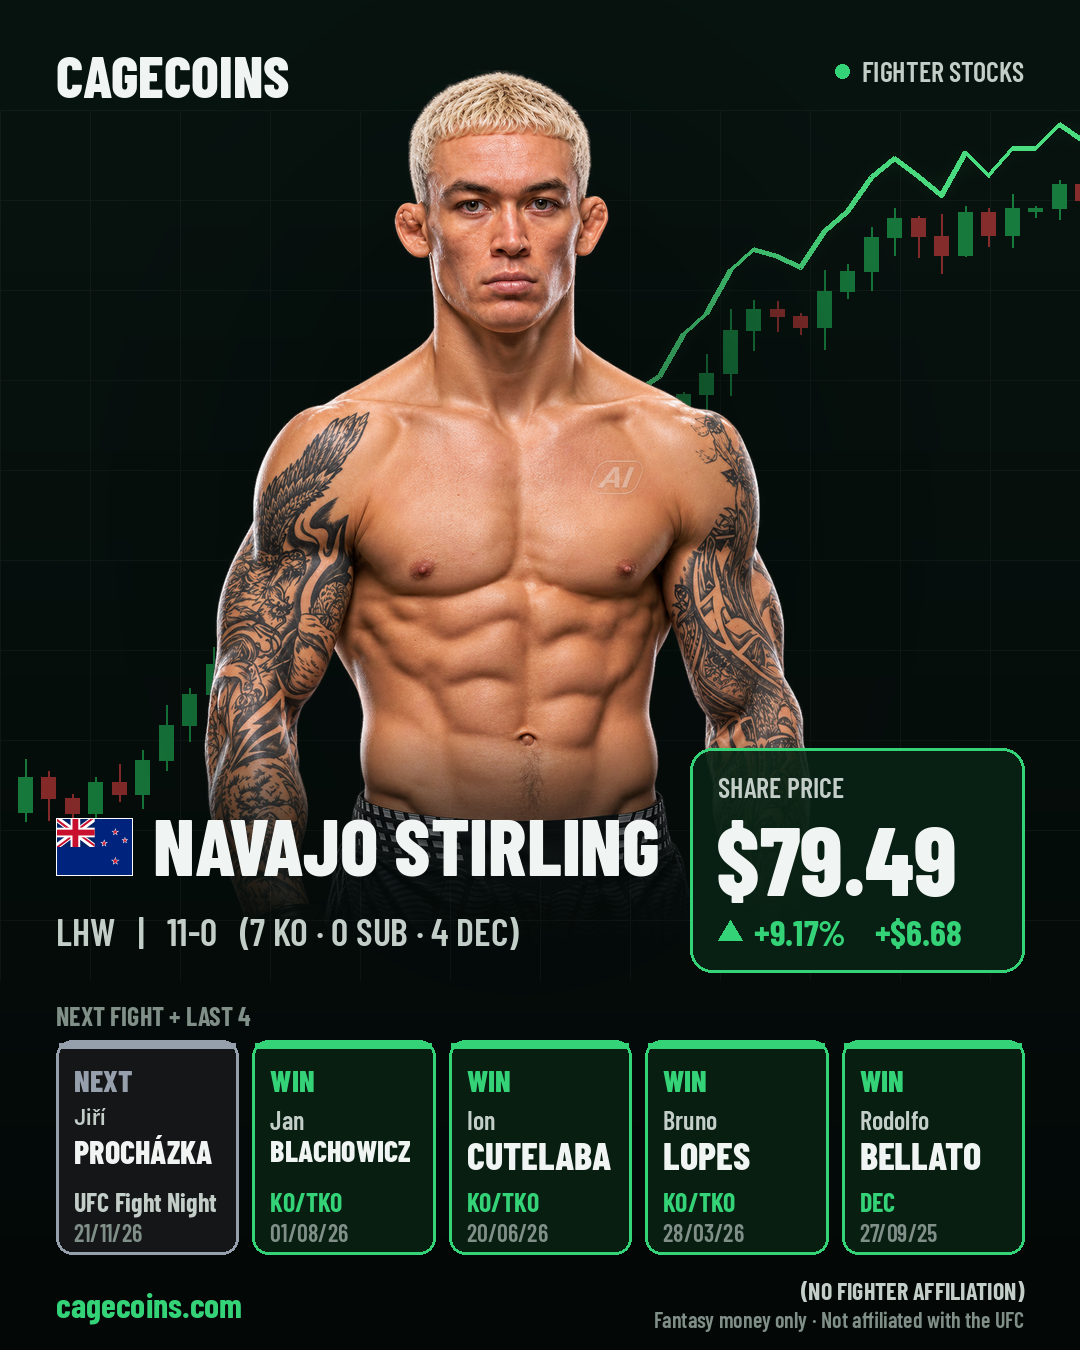 CAGECOINS
FIGHTER STOCKS
AI
SHARE PRICE
$79.49
▲ +9.17% +$6.68
NAVAJO STIRLING
LHW | 11-0 (7 KO · 0 SUB · 4 DEC)
NEXT FIGHT + LAST 4
NEXT
Jiří
PROCHÁZKA
UFC Fight Night
21/11/26
WIN
Jan
BLACHOWICZ
KO/TKO
01/08/26
WIN
Ion
CUTELABA
KO/TKO
20/06/26
WIN
Bruno
LOPES
KO/TKO
28/03/26
WIN
Rodolfo
BELLATO
DEC
27/09/25
cagecoins.com
(NO FIGHTER AFFILIATION)
Fantasy money only · Not affiliated with the UFC